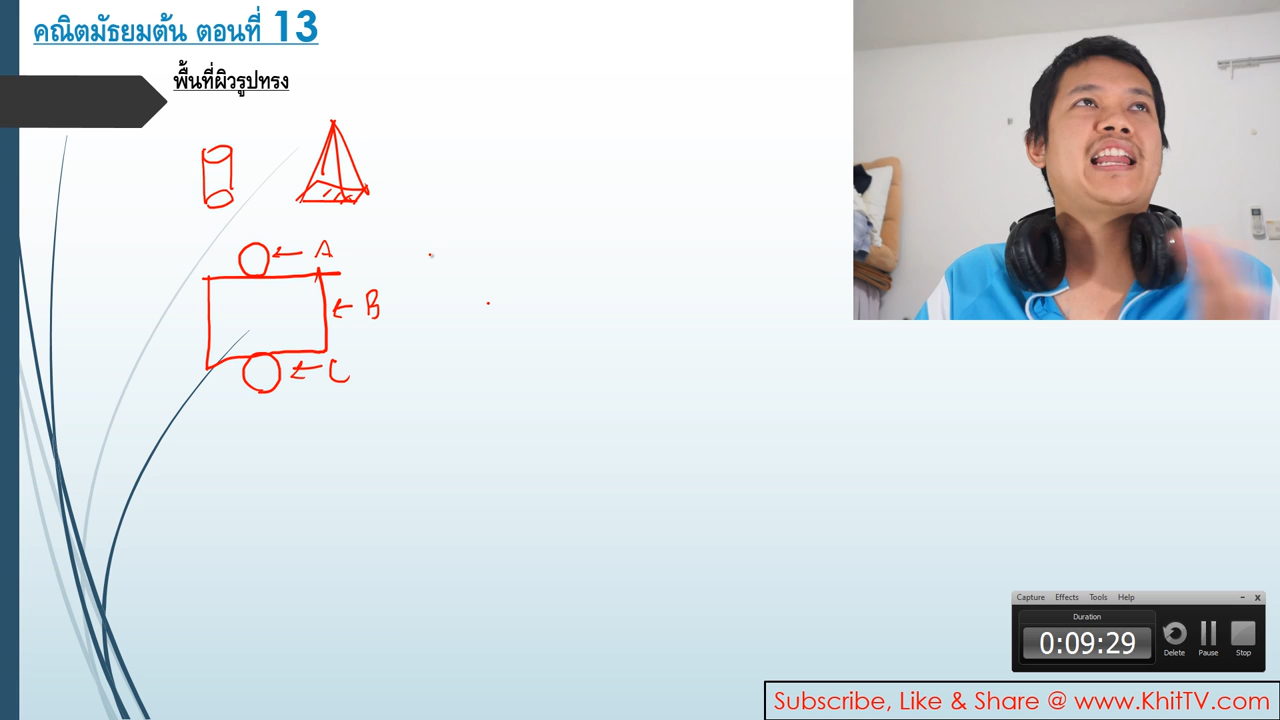 คณิตมัธยมต้น ตอนที่ 13
พื้นที่ผิวรูปทรง
A
B
C
Capture Effects Tools Help
Duration
0:09:29
Delete Pause Stop
Subscribe, Like & Share @ www.KhitTV.com